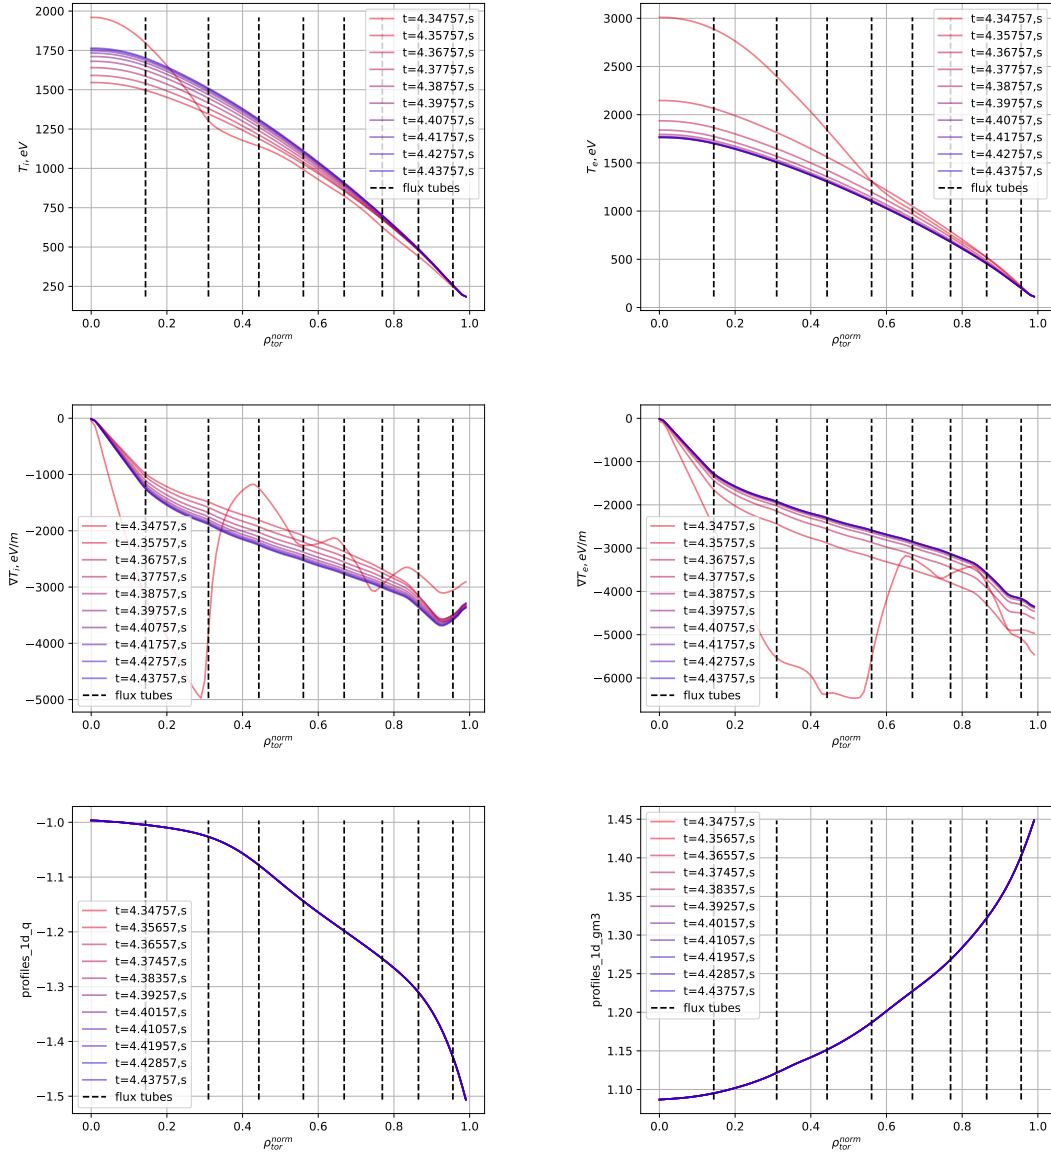 2000
1750
1500
1250
1000
750
500
250
T_i, eV
t=4.34757,s
t=4.35757,s
t=4.36757,s
t=4.37757,s
t=4.38757,s
t=4.39757,s
t=4.40757,s
t=4.41757,s
t=4.42757,s
t=4.43757,s
flux tubes
0.0 0.2 0.4 0.6 0.8 1.0
ρ_tor^norm
3000
2500
2000
1500
1000
500
0
T_e, eV
t=4.34757,s
t=4.35757,s
t=4.36757,s
t=4.37757,s
t=4.38757,s
t=4.39757,s
t=4.40757,s
t=4.41757,s
t=4.42757,s
t=4.43757,s
flux tubes
0.0 0.2 0.4 0.6 0.8 1.0
ρ_tor^norm
0
−1000
−2000
−3000
−4000
−5000
∇T_i, eV/m
t=4.34757,s
t=4.35757,s
t=4.36757,s
t=4.37757,s
t=4.38757,s
t=4.39757,s
t=4.40757,s
t=4.41757,s
t=4.42757,s
t=4.43757,s
flux tubes
0.0 0.2 0.4 0.6 0.8 1.0
ρ_tor^norm
0
−1000
−2000
−3000
−4000
−5000
−6000
∇T_e, eV/m
t=4.34757,s
t=4.35757,s
t=4.36757,s
t=4.37757,s
t=4.38757,s
t=4.39757,s
t=4.40757,s
t=4.41757,s
t=4.42757,s
t=4.43757,s
flux tubes
0.0 0.2 0.4 0.6 0.8 1.0
ρ_tor^norm
−1.0
−1.1
−1.2
−1.3
−1.4
−1.5
profiles_1d_q
t=4.34757,s
t=4.35657,s
t=4.36557,s
t=4.37457,s
t=4.38357,s
t=4.39257,s
t=4.40157,s
t=4.41057,s
t=4.41957,s
t=4.42857,s
t=4.43757,s
flux tubes
0.0 0.2 0.4 0.6 0.8 1.0
ρ_tor^norm
1.45
1.40
1.35
1.30
1.25
1.20
1.15
1.10
profiles_1d_gm3
t=4.34757,s
t=4.35657,s
t=4.36557,s
t=4.37457,s
t=4.38357,s
t=4.39257,s
t=4.40157,s
t=4.41057,s
t=4.41957,s
t=4.42857,s
t=4.43757,s
flux tubes
0.0 0.2 0.4 0.6 0.8 1.0
ρ_tor^norm